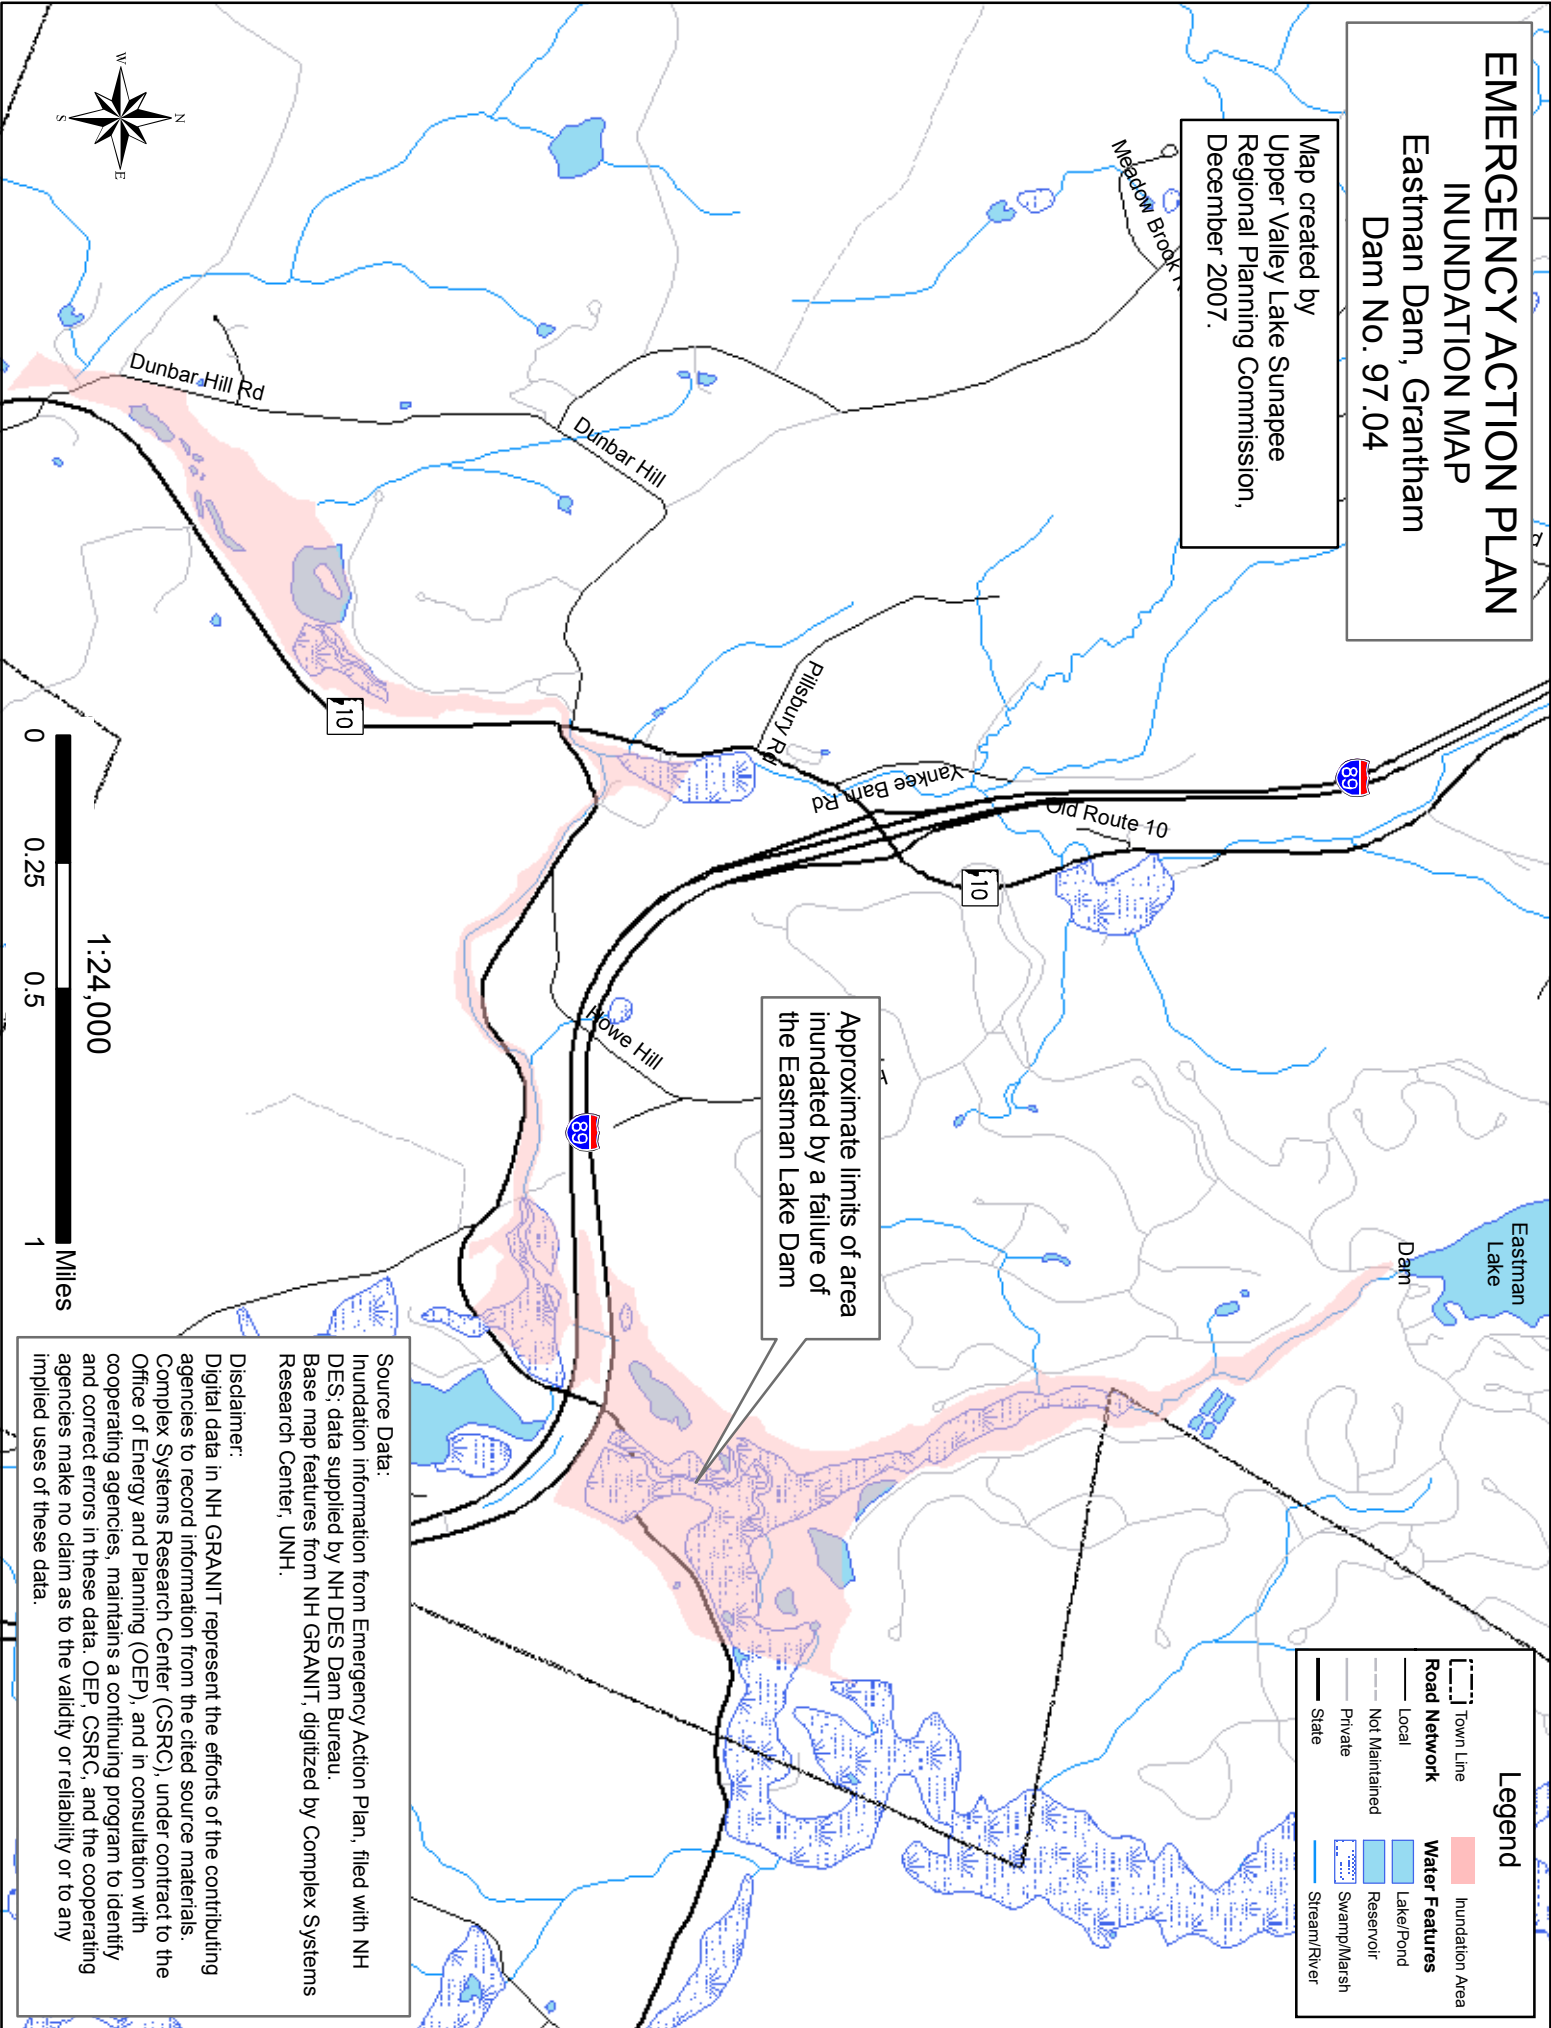 EMERGENCY ACTION PLAN
INUNDATION MAP
Eastman Dam, Grantham
Dam No. 97.04
Map created by
Upper Valley Lake Sunapee
Regional Planning Commission,
December 2007.
Legend
Town Line
Road Network
Local
Not Maintained
Private
State
Inundation Area
Water Features
Lake/Pond
Reservoir
Swamp/Marsh
Stream/River
Eastman
Lake
Dam
Meadow Brook
89
Old Route 10
10
Yankee Barn Rd
Pillsbury Rd
Approximate limits of area
inundated by a failure of
the Eastman Lake Dam
Dunbar Hill
Howe Hill
89
Dunbar Hill Rd
10
N
W
E
S
1:24,000
0 0.25 0.5 1
Miles
Source Data:
Inundation information from Emergency Action Plan, filed with NH
DES; data supplied by NH DES Dam Bureau.
Base map features from NH GRANIT, digitized by Complex Systems
Research Center, UNH.
Disclaimer:
Digital data in NH GRANIT represent the efforts of the contributing
agencies to record information from the cited source materials.
Complex Systems Research Center (CSRC), under contract to the
Office of Energy and Planning (OEP), and in consultation with
cooperating agencies, maintains a continuing program to identify
and correct errors in these data. OEP, CSRC, and the cooperating
agencies make no claim as to the validity or reliability or to any
implied uses of these data.